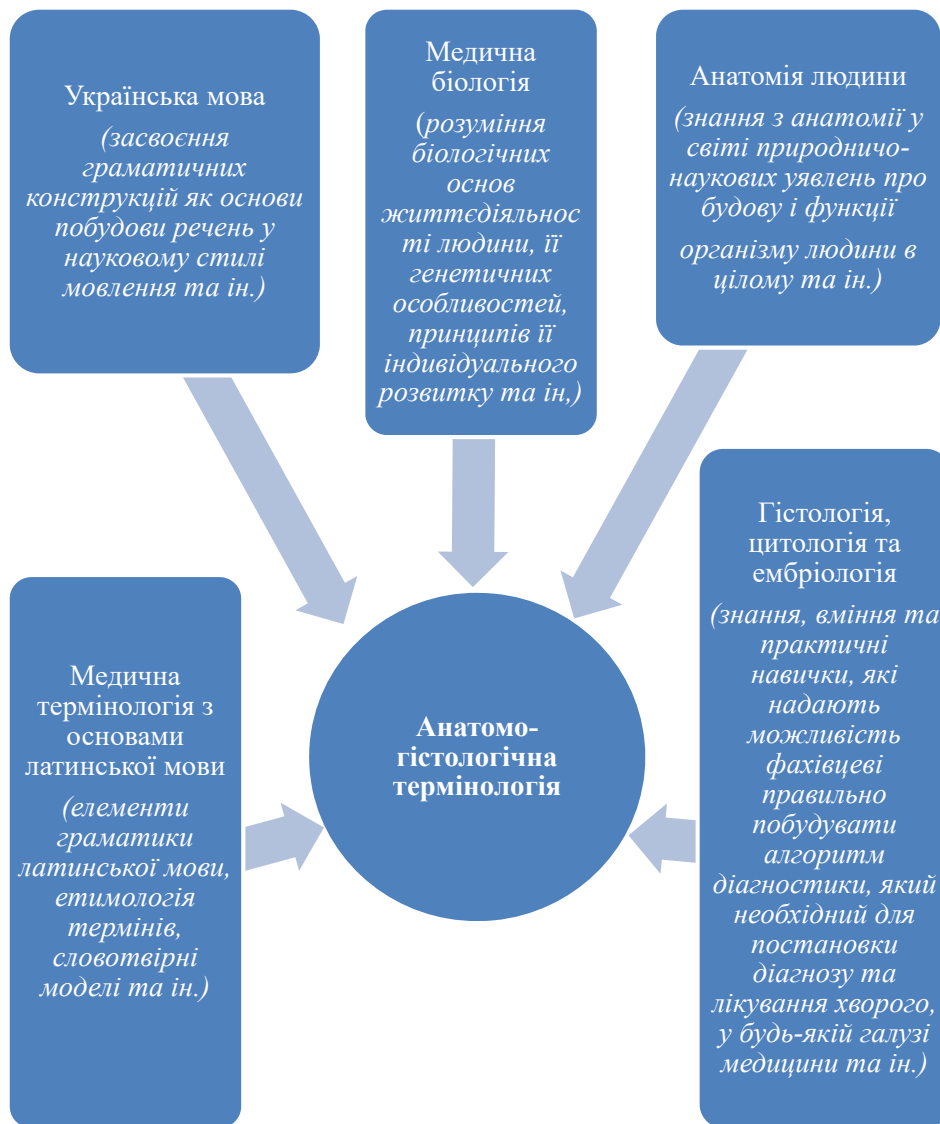 Українська мова
(засвоєння
граматичних
конструкцій як основи
побудови речень у
науковому стилі
мовлення та ін.)
Медична
біологія
(розуміння
біологічних
основ
життєдіяльнос
ті людини, її
генетичних
особливостей,
принципів її
індивідуального
розвитку та ін,)
Анатомія людини
(знання з анатомії у
світі природничо-
наукових уявлень про
будову і функції
організму людини в
цілому та ін.)
Медична
термінологія з
основами
латинської мови
(елементи
граматики
латинської мови,
етимологія
термінів,
словотвірні
моделі та ін.)
Анатомо-
гістологічна
термінологія
Гістологія,
цитологія та
ембріологія
(знання, вміння та
практичні
навички, які
надають
можливість
фахівцеві
правильно
побудувати
алгоритм
діагностики, який
необхідний для
постановки
діагнозу та
лікування хворого,
у будь-якій галузі
медицини та ін.)